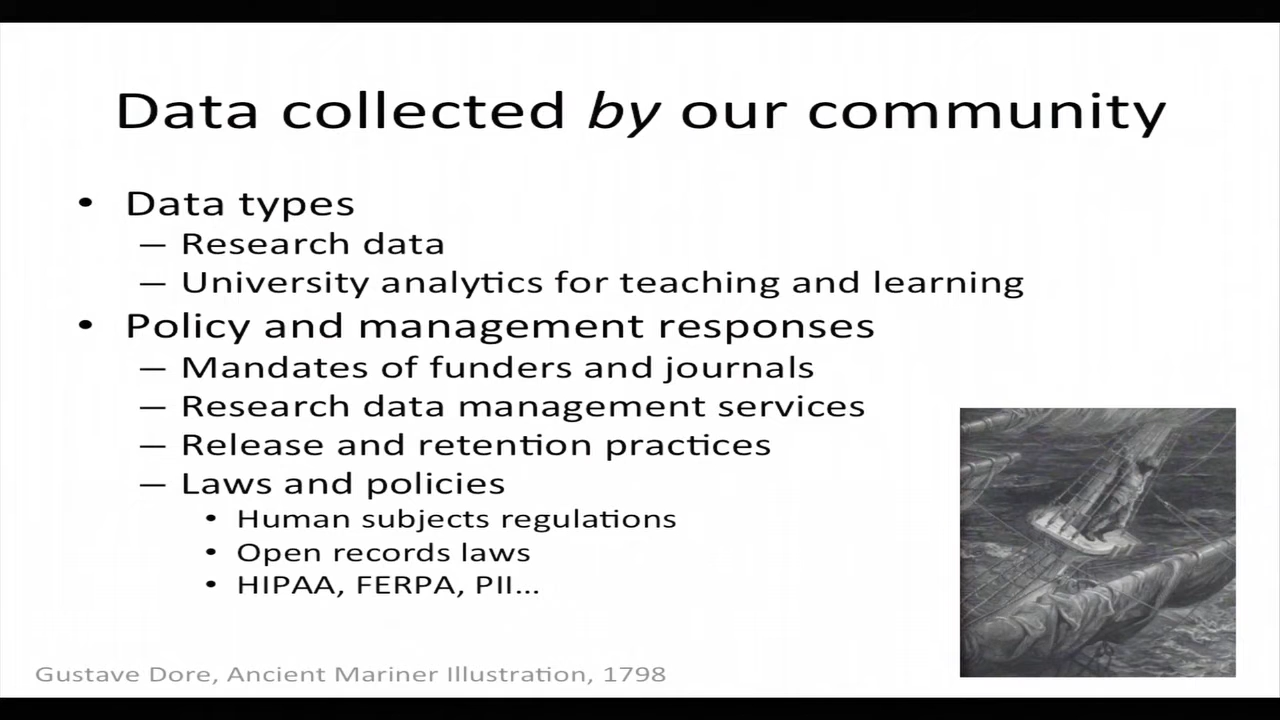 Data collected by our community
• Data types
— Research data
— University analytics for teaching and learning
• Policy and management responses
— Mandates of funders and journals
— Research data management services
— Release and retention practices
— Laws and policies
• Human subjects regulations
• Open records laws
• HIPAA, FERPA, PII...
Gustave Dore, Ancient Mariner Illustration, 1798